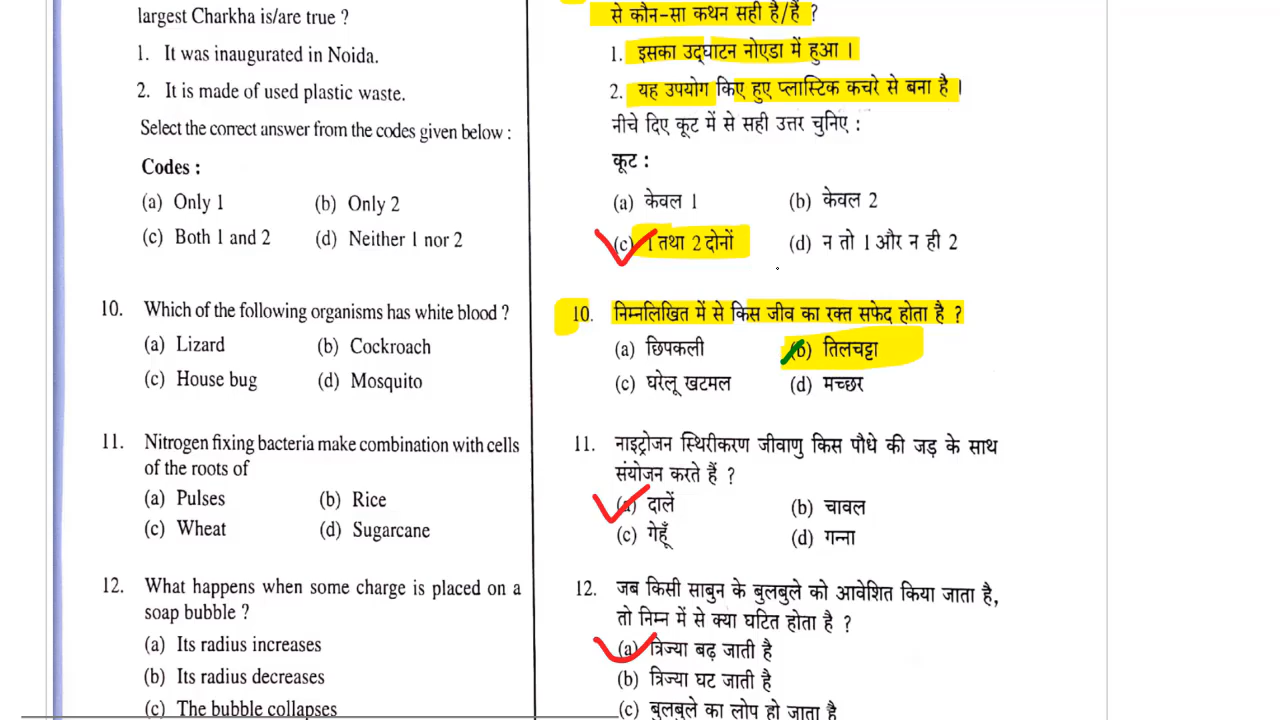 largest Charkha is/are true ?
1. It was inaugurated in Noida.
2. It is made of used plastic waste.
Select the correct answer from the codes given below :
Codes :
(a) Only 1 (b) Only 2
(c) Both 1 and 2 (d) Neither 1 nor 2
10. Which of the following organisms has white blood ?
(a) Lizard (b) Cockroach
(c) House bug (d) Mosquito
11. Nitrogen fixing bacteria make combination with cells
of the roots of
(a) Pulses (b) Rice
(c) Wheat (d) Sugarcane
12. What happens when some charge is placed on a
soap bubble ?
(a) Its radius increases
(b) Its radius decreases
(c) The bubble collapses
से कौन-सा कथन सही है/हैं ?
1. इसका उद्घाटन नोएडा में हुआ ।
2. यह उपयोग किए हुए प्लास्टिक कचरे से बना है ।
नीचे दिए कूट में से सही उत्तर चुनिए :
कूट :
(a) केवल 1 (b) केवल 2
(c) 1 तथा 2 दोनों (d) न तो 1 और न ही 2
10. निम्नलिखित में से किस जीव का रक्त सफेद होता है ?
(a) छिपकली (b) तिलचट्टा
(c) घरेलू खटमल (d) मच्छर
11. नाइट्रोजन स्थिरीकरण जीवाणु किस पौधे की जड़ के साथ
संयोजन करते हैं ?
(a) दालें (b) चावल
(c) गेहूँ (d) गन्ना
12. जब किसी साबुन के बुलबुले को आवेशित किया जाता है,
तो निम्न में से क्या घटित होता है ?
(a) त्रिज्या बढ़ जाती है
(b) त्रिज्या घट जाती है
(c) बुलबुले का लोप हो जाता है